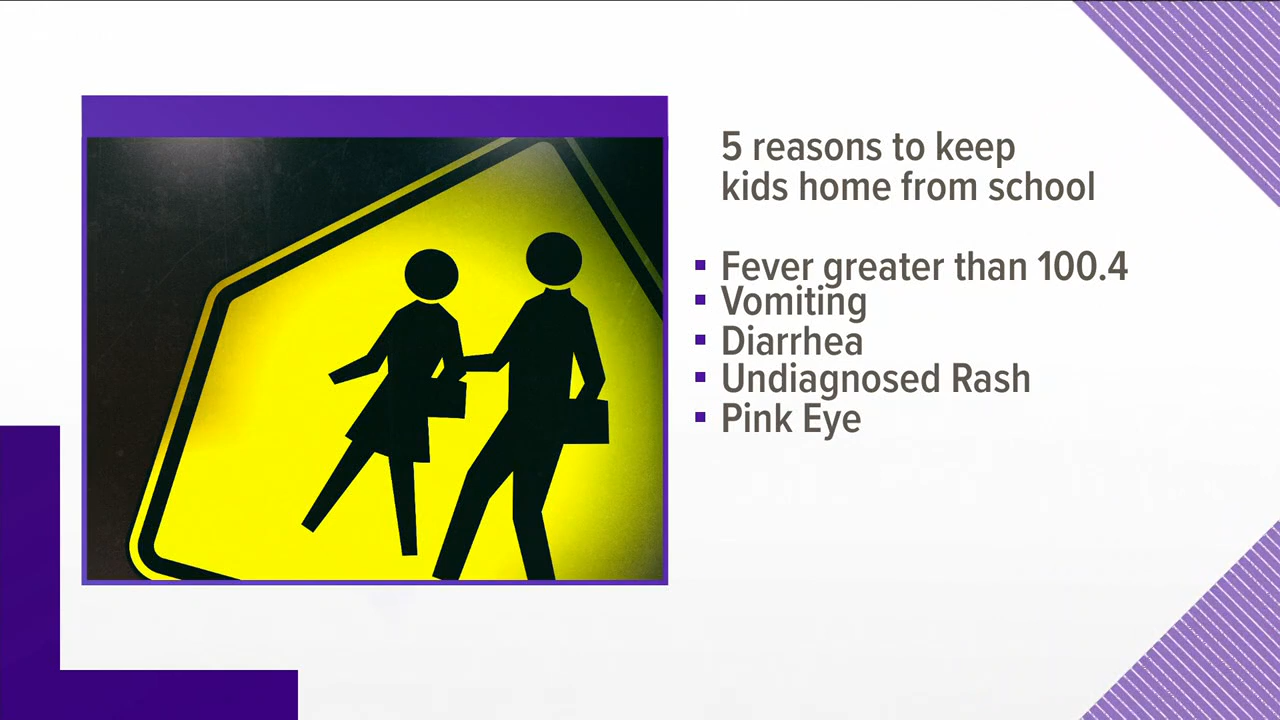 5 reasons to keep
kids home from school
Fever greater than 100.4
Vomiting
Diarrhea
Undiagnosed Rash
Pink Eye